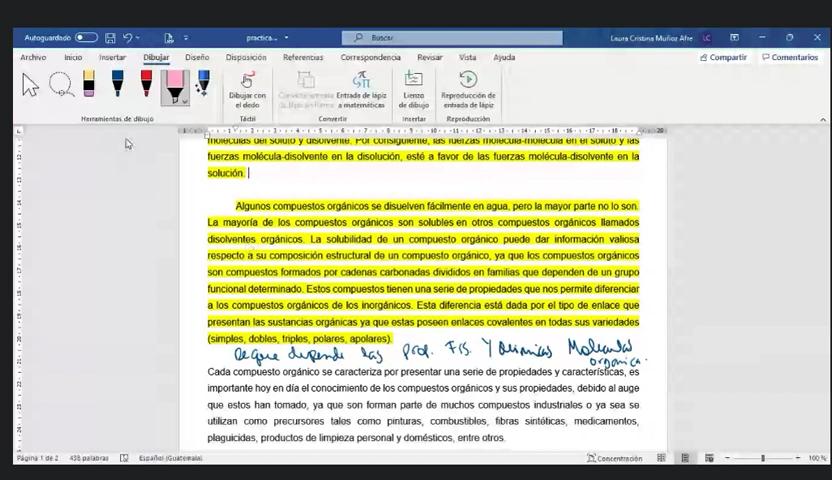 Autoguardado
practica...
Buscar
Laura Cristina Muñoz Afre
LC
Archivo Inicio Insertar Dibujar Diseño Disposición Referencias Correspondencia Revisar Vista Ayuda
Compartir
Comentarios
Dibujar con el dedo
Entrada de lápiz a matemáticas
Lienzo de dibujo
Reproducción de entrada de lápiz
Herramientas de dibujo
Táctil
Convertir
Insertar
Reproducción
moléculas del soluto y disolvente. Por consiguiente, las fuerzas molécula-molécula en el soluto y las
fuerzas molécula-disolvente en la disolución, esté a favor de las fuerzas molécula-disolvente en la
solución.
Algunos compuestos orgánicos se disuelven fácilmente en agua, pero la mayor parte no lo son.
La mayoría de los compuestos orgánicos son solubles en otros compuestos orgánicos llamados
disolventes orgánicos. La solubilidad de un compuesto orgánico puede dar información valiosa
respecto a su composición estructural de un compuesto orgánico, ya que los compuestos orgánicos
son compuestos formados por cadenas carbonadas divididos en familias que dependen de un grupo
funcional determinado. Estos compuestos tienen una serie de propiedades que nos permite diferenciar
a los compuestos orgánicos de los inorgánicos. Esta diferencia está dada por el tipo de enlace que
presentan las sustancias orgánicas ya que estas poseen enlaces covalentes en todas sus variedades
(simples, dobles, triples, polares, apolares).
depende las prop. Fis. Y Quimicas
organica.
Cada compuesto orgánico se caracteriza por presentar una serie de propiedades y características, es
importante hoy en día el conocimiento de los compuestos orgánicos y sus propiedades, debido al auge
que estos han tomado, ya que son forman parte de muchos compuestos industriales o ya sea se
utilizan como precursores tales como pinturas, combustibles, fibras sintéticas, medicamentos,
plaguicidas, productos de limpieza personal y domésticos, entre otros.
Página 1 de 2
438 palabras
Español (Guatemala)
Concentración
100 %